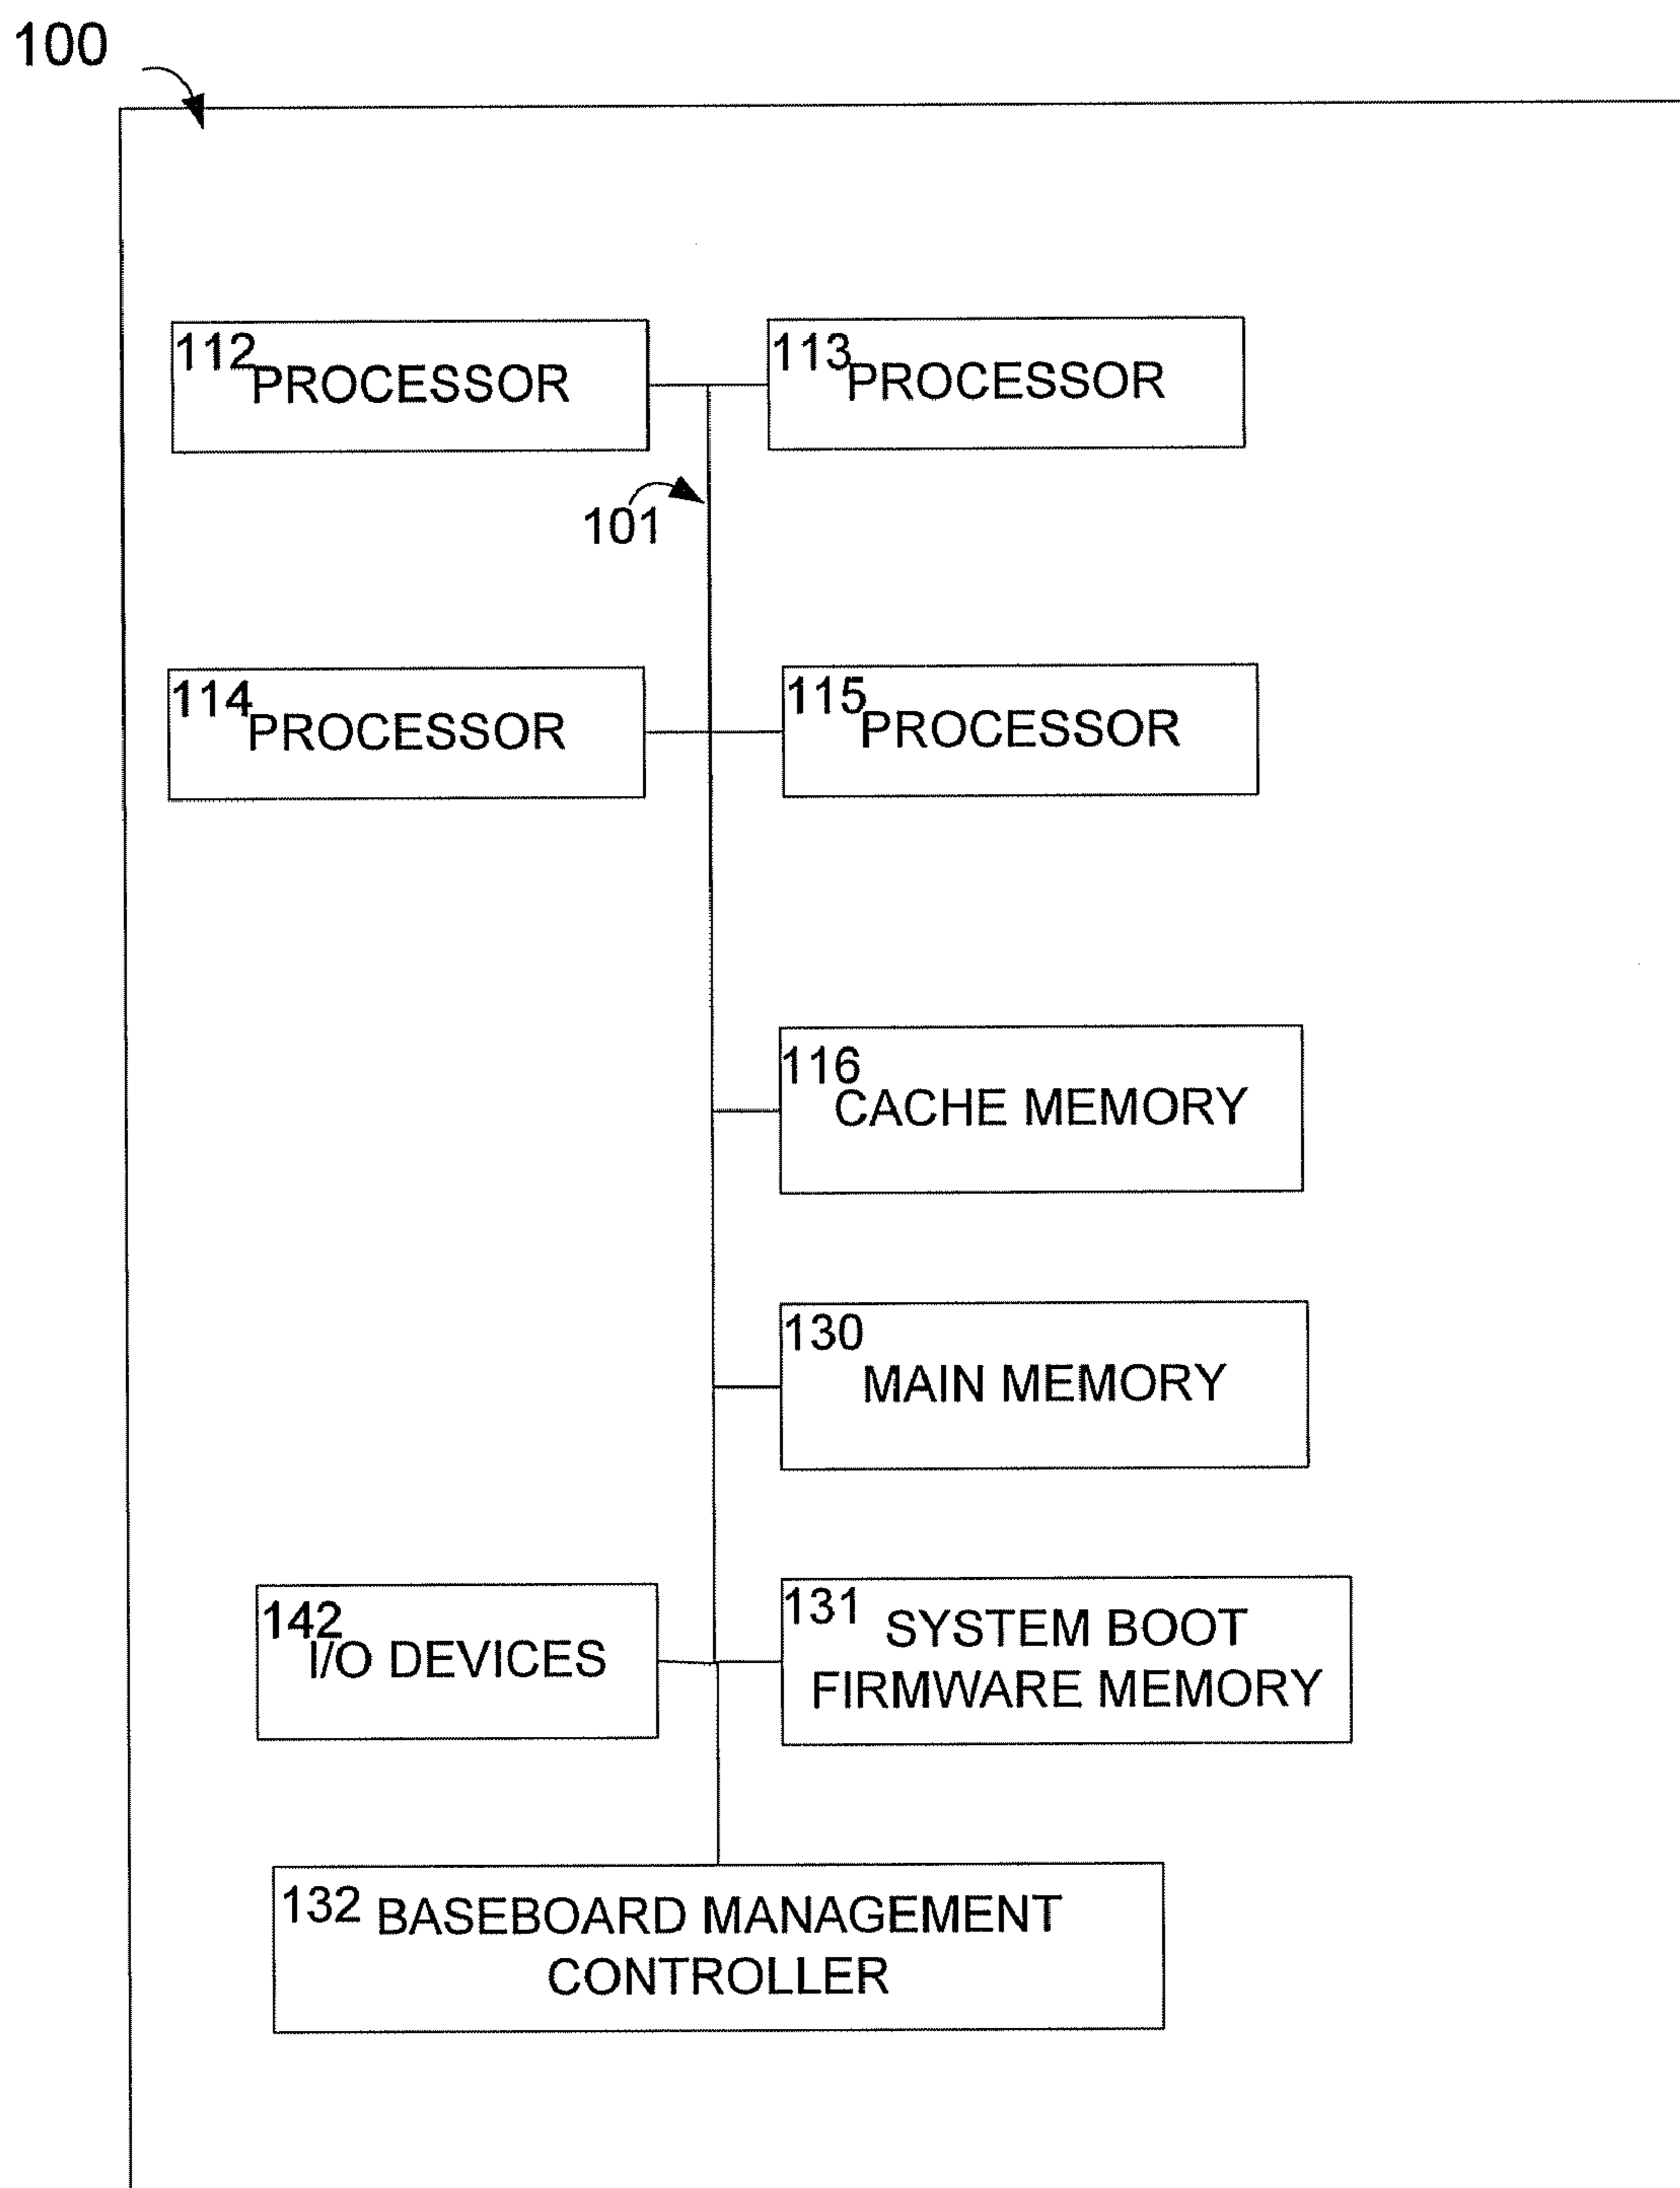 100
112
PROCESSOR
113
PROCESSOR
101
114
PROCESSOR
115
PROCESSOR
116
CACHE MEMORY
130
MAIN MEMORY
142
I/O DEVICES
131
SYSTEM BOOT
FIRMWARE MEMORY
132
BASEBOARD MANAGEMENT
CONTROLLER